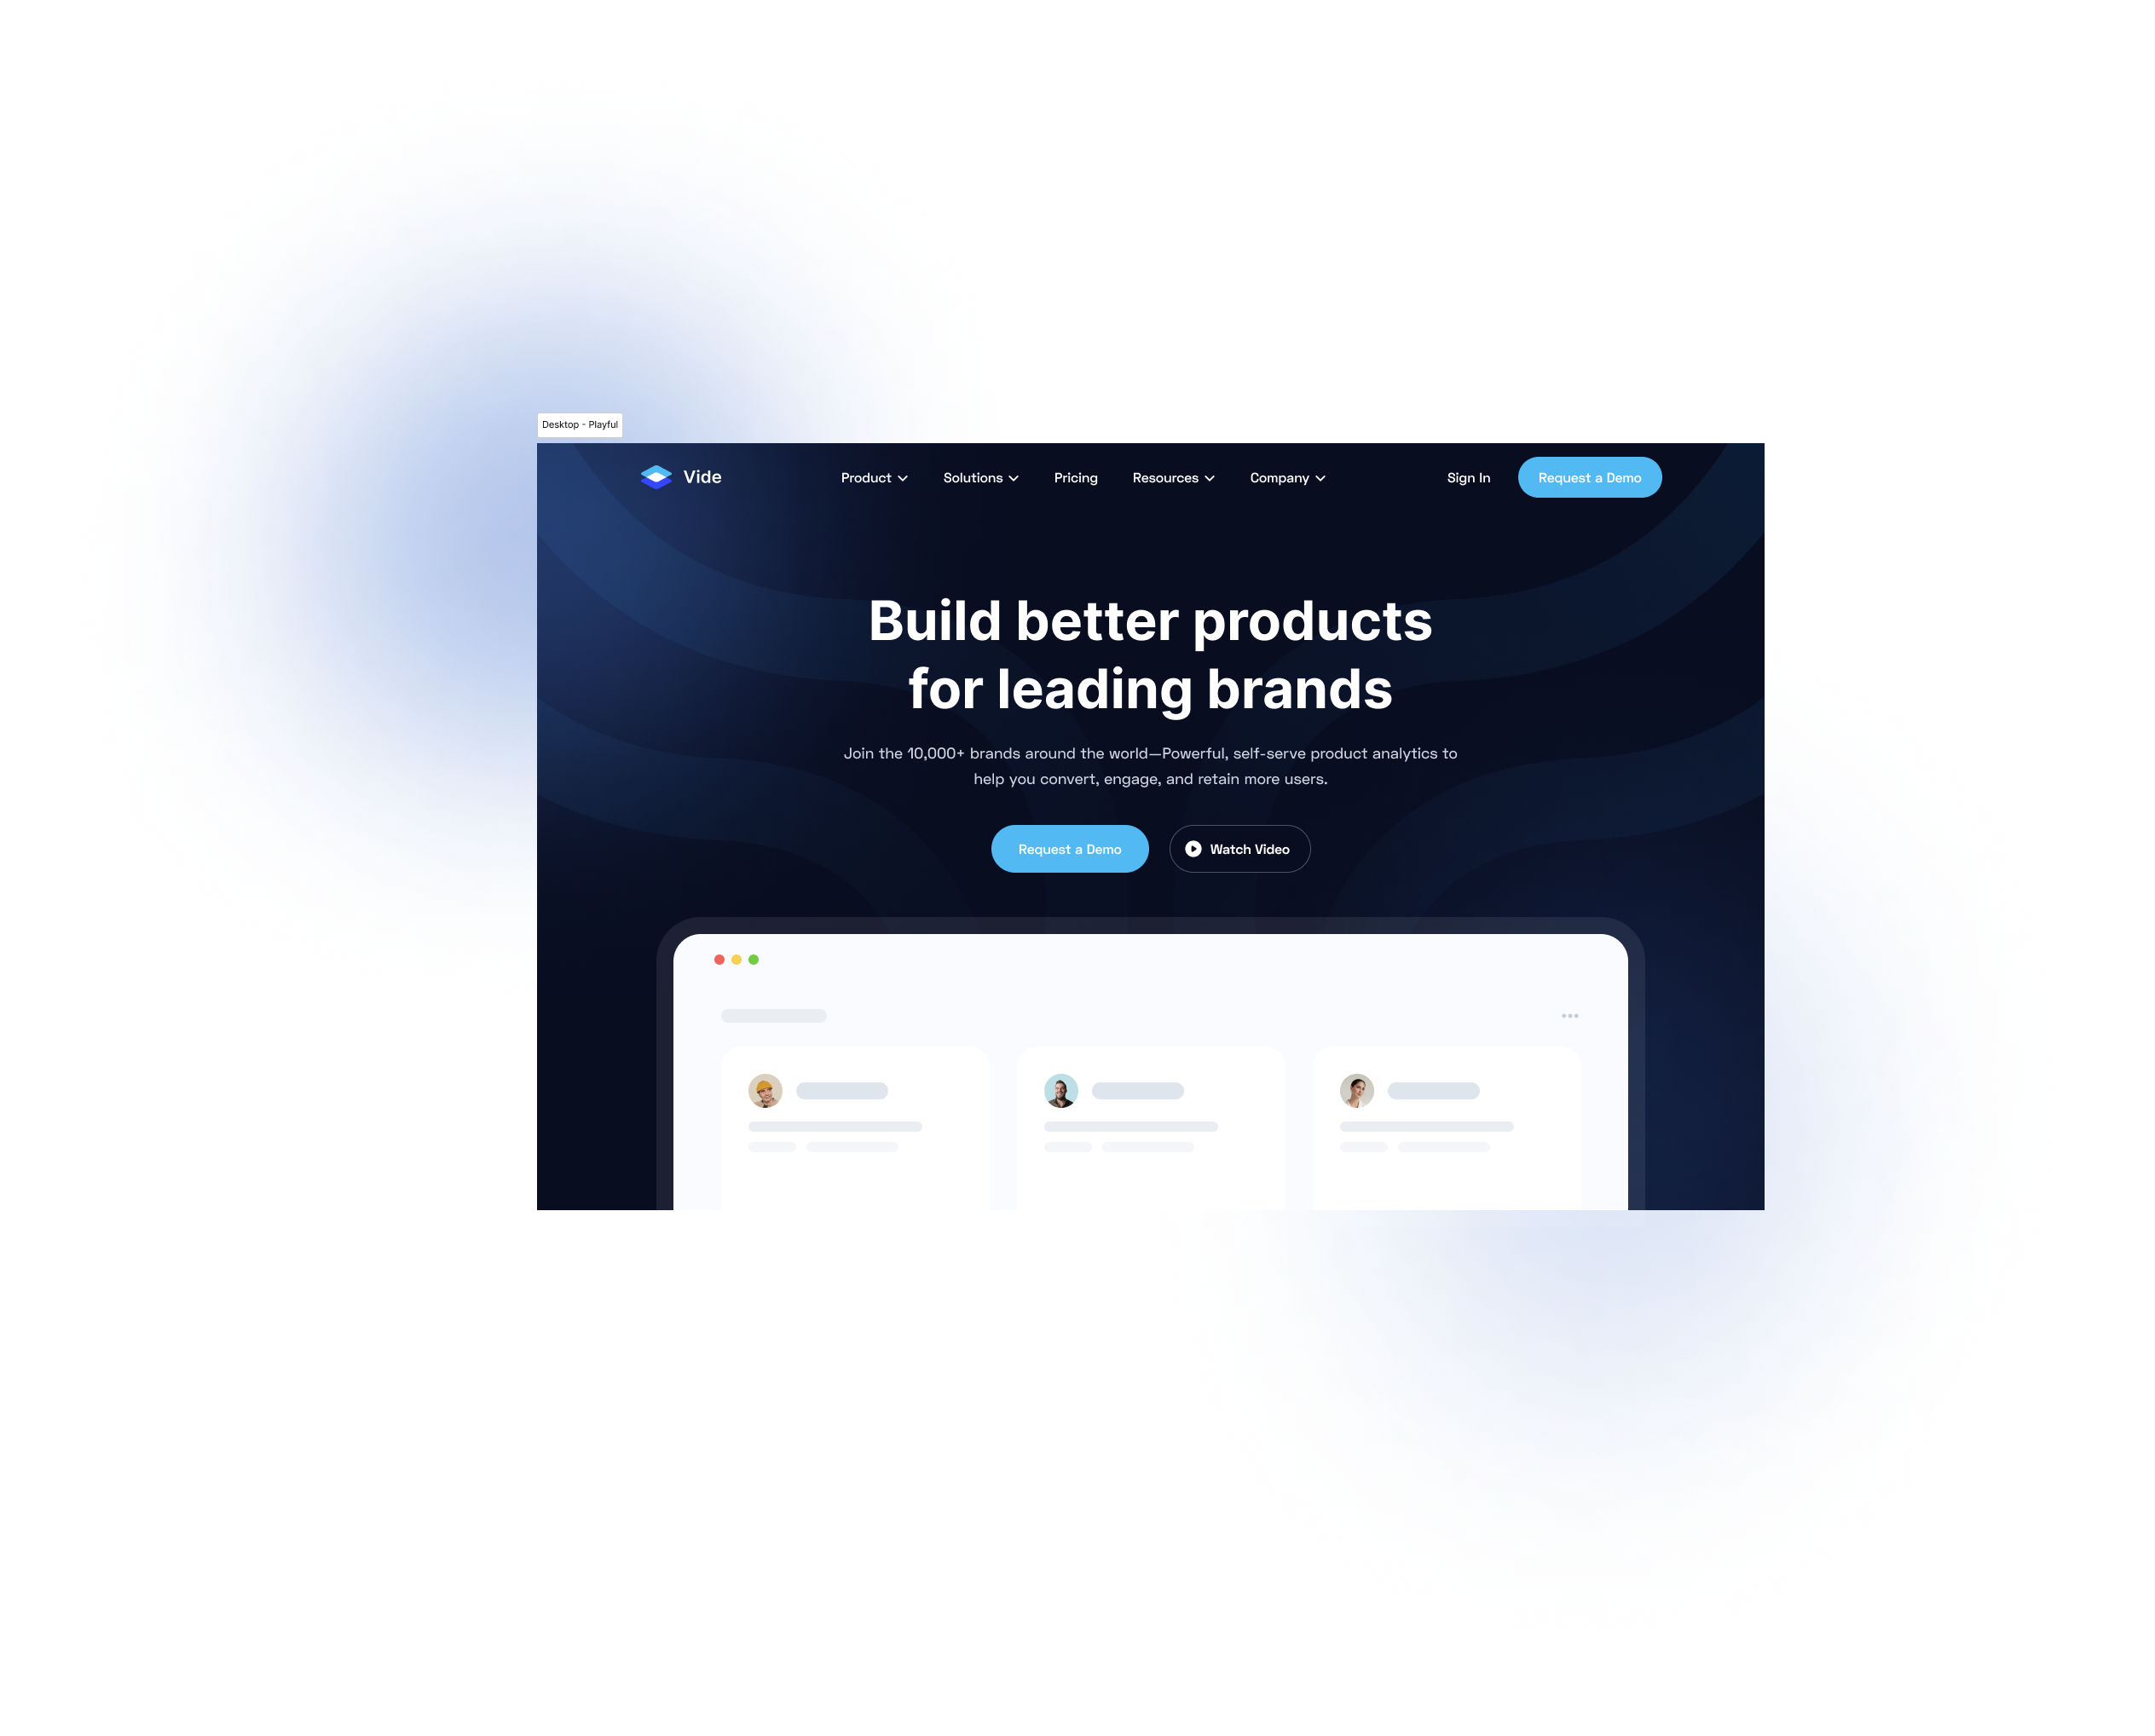 Desktop - Playful
Vide
Product
Solutions
Pricing
Resources
Company
Sign In
Request a Demo
Build better products
for leading brands
Join the 10,000+ brands around the world—Powerful, self-serve product analytics to
help you convert, engage, and retain more users.
Request a Demo
Watch Video